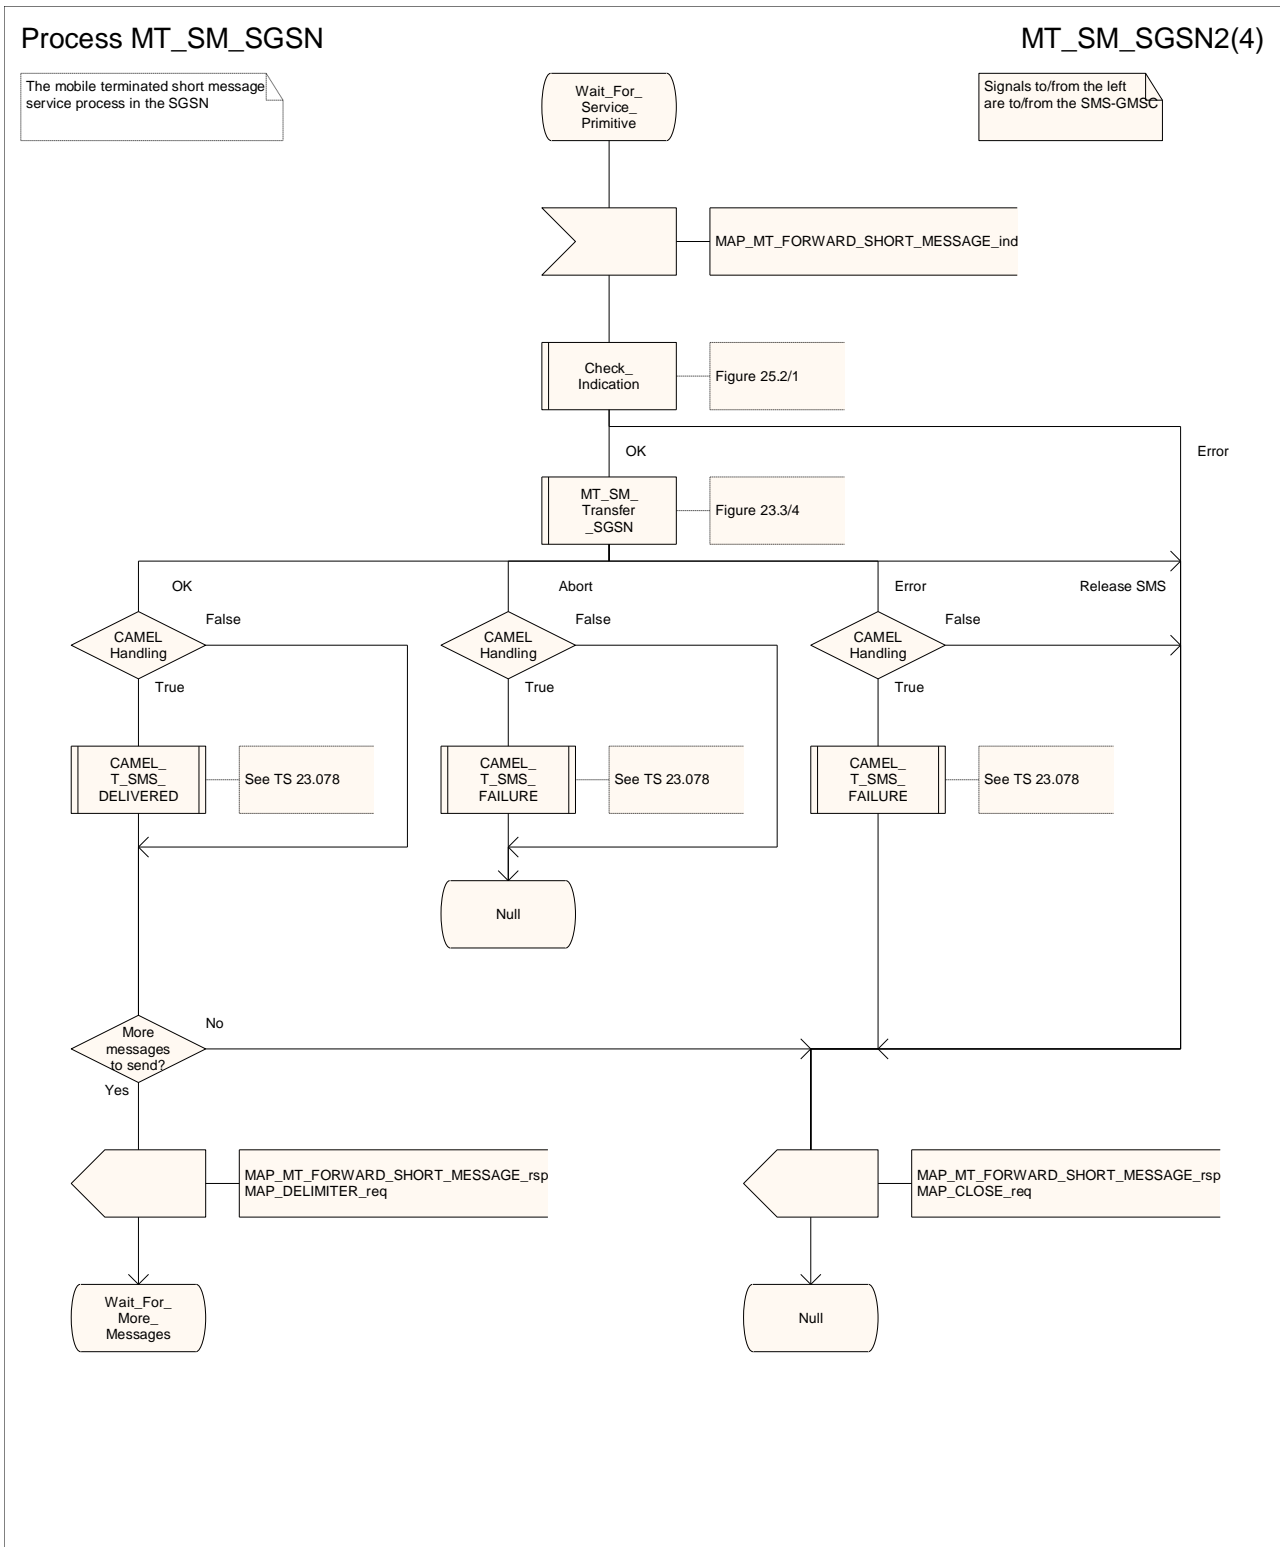 Process MT_SM_SGSN
MT_SM_SGSN2(4)
The mobile terminated short message
service process in the SGSN
Wait_For_
Service_
Primitive
Signals to/from the left
are to/from the SMS-GMSC
MAP_MT_FORWARD_SHORT_MESSAGE_ind
Check_
Indication
Figure 25.2/1
OK
Error
MT_SM_
Transfer
_SGSN
Figure 23.3/4
OK
Abort
Error
Release SMS
CAMEL
Handling
False
True
CAMEL
Handling
False
True
CAMEL
Handling
False
True
CAMEL_
T_SMS_
DELIVERED
See TS 23.078
CAMEL_
T_SMS_
FAILURE
See TS 23.078
CAMEL_
T_SMS_
FAILURE
See TS 23.078
Null
More
messages
to send?
No
Yes
MAP_MT_FORWARD_SHORT_MESSAGE_rsp
MAP_DELIMITER_req
MAP_MT_FORWARD_SHORT_MESSAGE_rsp
MAP_CLOSE_req
Wait_For_
More_
Messages
Null